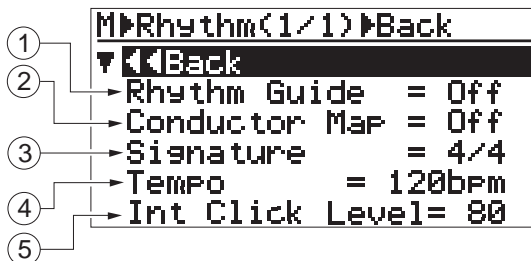 M▶Rhythm(1/1)▶Back
▼ ◀◀Back
① Rhythm Guide = Off
② Conductor Map = Off
③ Signature = 4/4
④ Tempo = 120bpm
⑤ Int Click Level= 80